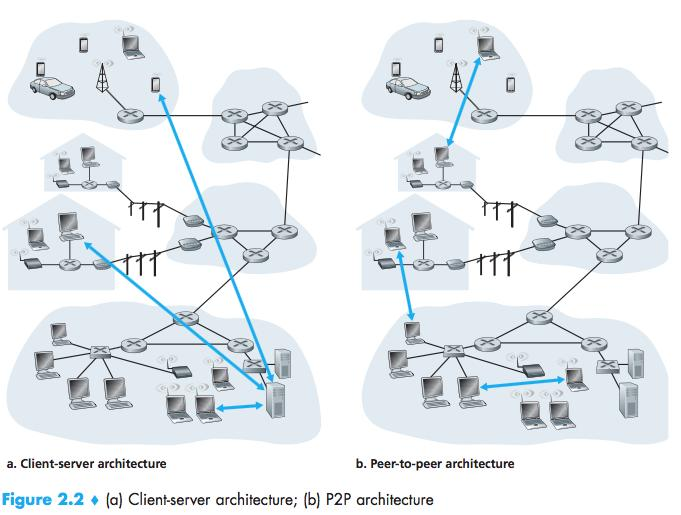 a. Client-server architecture
b. Peer-to-peer architecture
Figure 2.2 ♦ (a) Client-server architecture; (b) P2P architecture